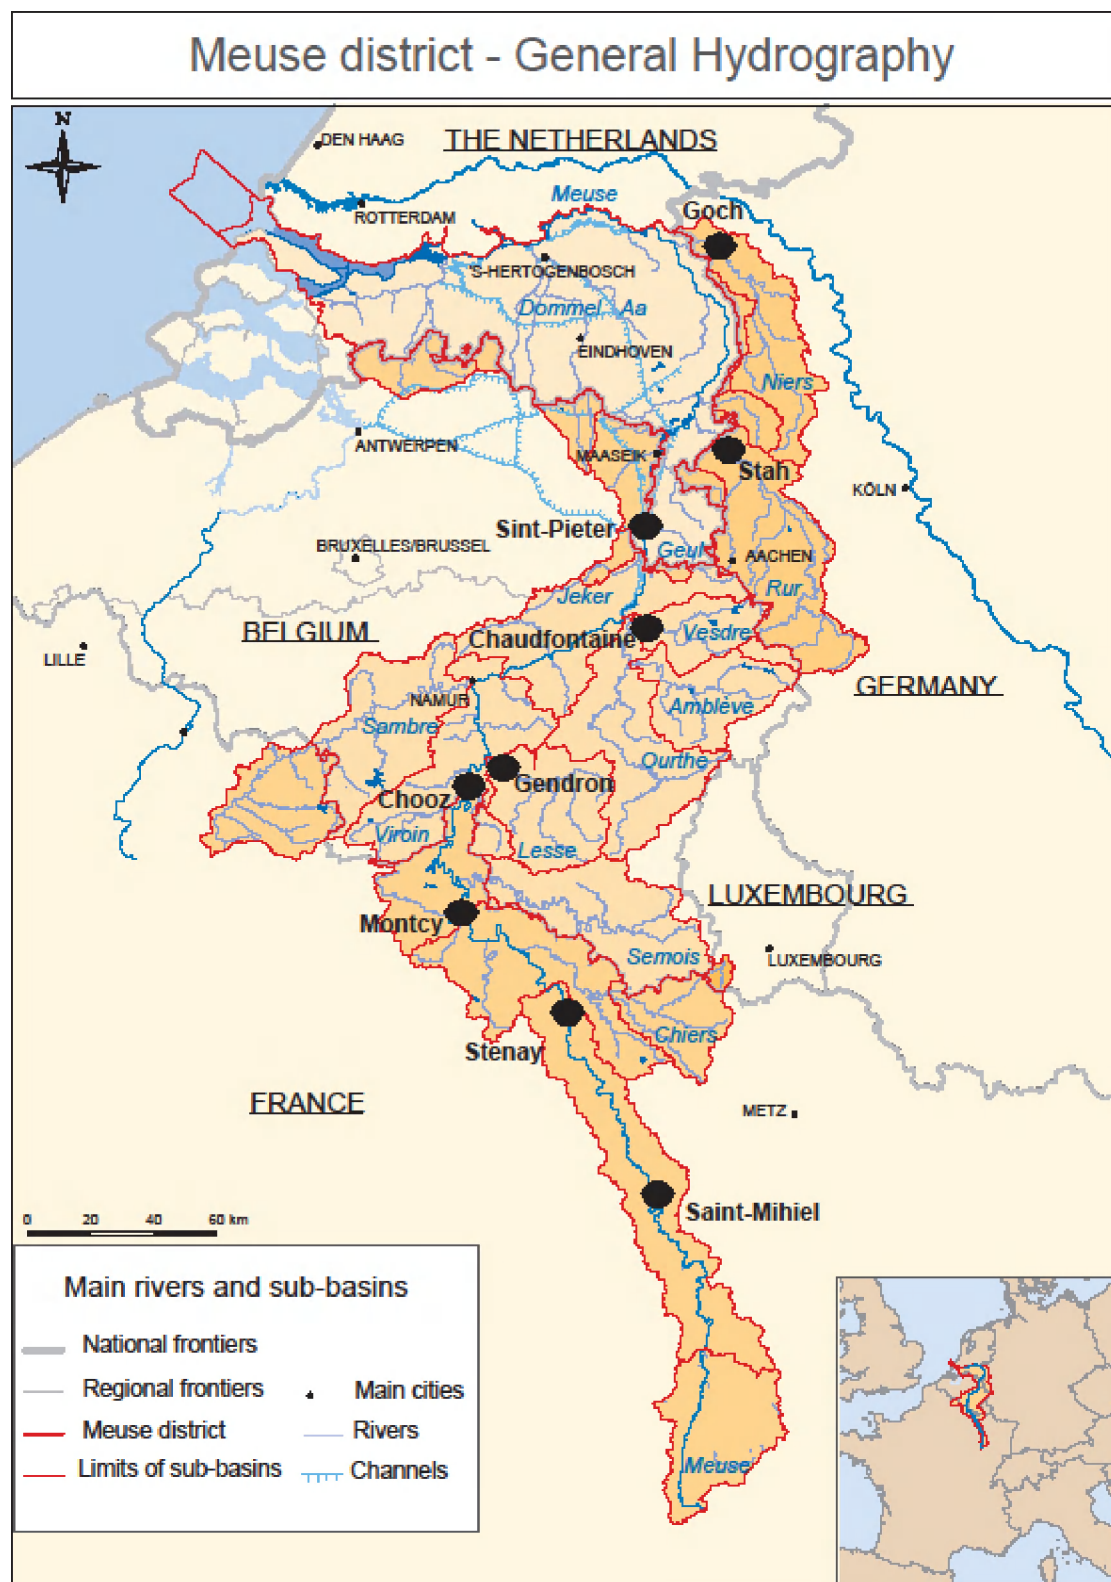 Meuse district - General Hydrography
N
DEN HAAG
THE NETHERLANDS
Meuse
Goch
ROTTERDAM
'S-HERTOGENBOSCH
Dommel Aa
EINDHOVEN
Niers
ANTWERPEN
MAASEIK
Stah
KÖLN
Sint-Pieter
BRUXELLES/BRUSSEL
Geul
AACHEN
Jeker
Rur
BELGIUM
Chaudfontaine
Vesdre
LILLE
GERMANY
NAMUR
Amblève
Sambre
Ourthe
Gendron
Chooz
Viroin
Lesse
LUXEMBOURG
Montcy
Semois
LUXEMBOURG
Chiers
Stenay
FRANCE
METZ
Saint-Mihiel
0 20 40 60 km
Main rivers and sub-basins
National frontiers
Regional frontiers
Main cities
Meuse district
Rivers
Limits of sub-basins
Channels
Meuse